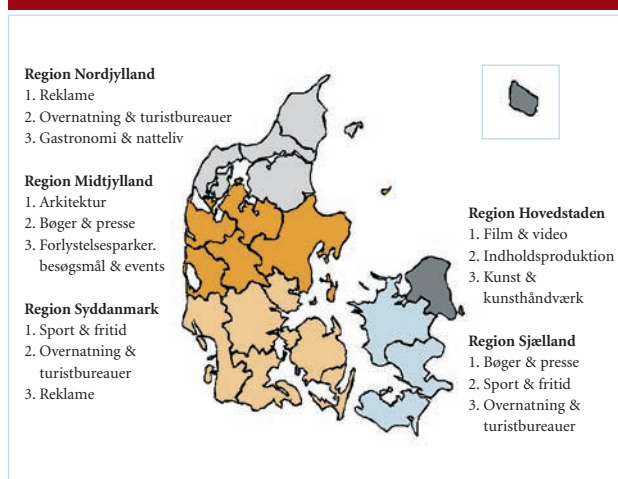 Region Nordjylland
1. Reklame
2. Overnatning & turistbureauer
3. Gastronomi & natteliv
Region Midtjylland
1. Arkitektur
2. Bøger & presse
3. Forlystelsesparker.
besøgsmål & events
Region Syddanmark
1. Sport & fritid
2. Overnatning &
turistbureauer
3. Reklame
Region Hovedstaden
1. Film & video
2. Indholdsproduktion
3. Kunst &
kunsthåndværk
Region Sjælland
1. Bøger & presse
2. Sport & fritid
3. Overnatning &
turistbureauer